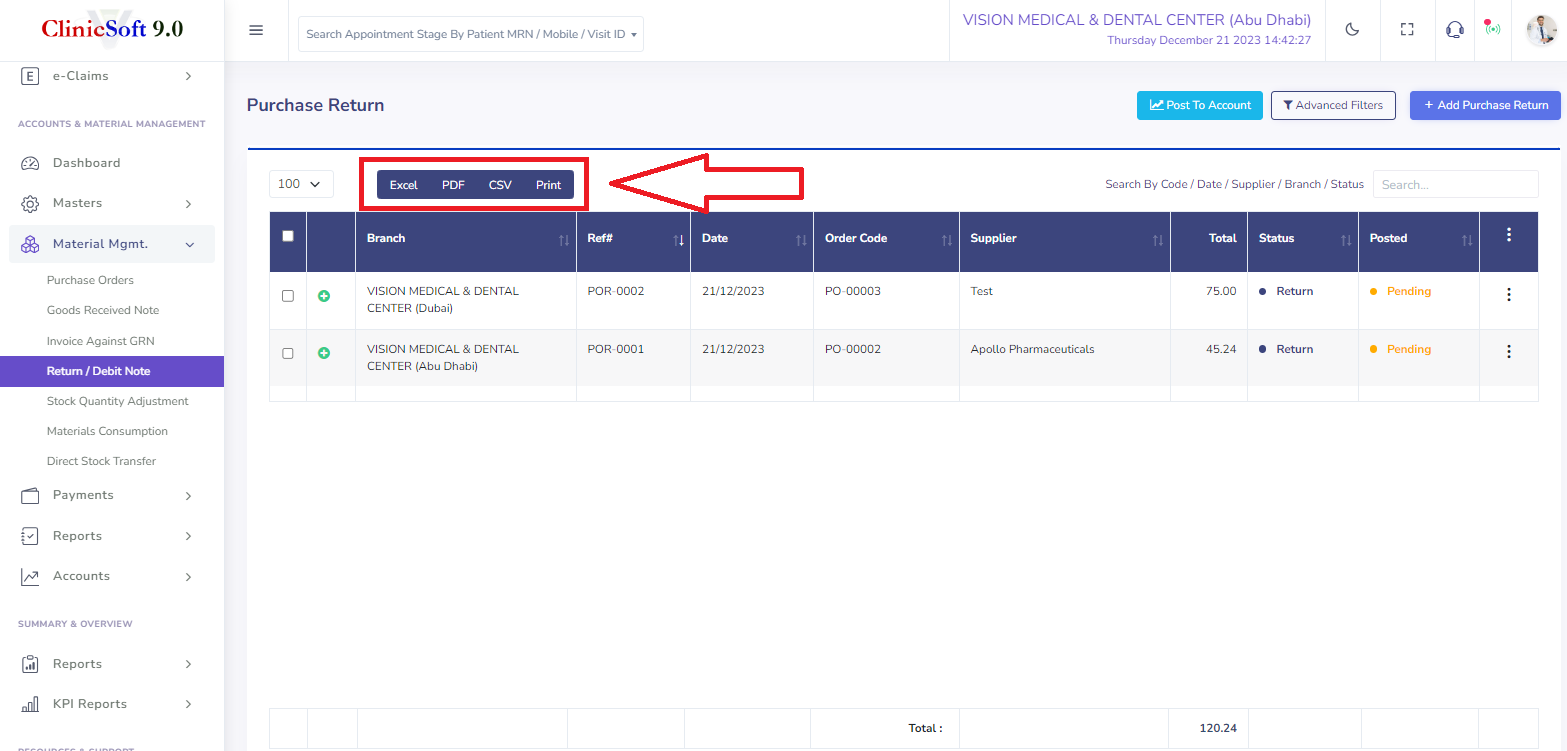 ClinicSoft 9.0
Search Appointment Stage By Patient MRN / Mobile / Visit ID
VISION MEDICAL & DENTAL CENTER (Abu Dhabi)
Thursday December 21 2023 14:42:27
E e-Claims
ACCOUNTS & MATERIAL MANAGEMENT
Dashboard
Masters
Material Mgmt.
Purchase Orders
Goods Received Note
Invoice Against GRN
Return / Debit Note
Stock Quantity Adjustment
Materials Consumption
Direct Stock Transfer
Payments
Reports
Accounts
SUMMARY & OVERVIEW
Reports
KPI Reports
RESOURCES & SUPPORT
Purchase Return
Post To Account
Advanced Filters
+ Add Purchase Return
100
Excel PDF CSV Print
Search By Code / Date / Supplier / Branch / Status Search...
Branch Ref# Date Order Code Supplier Total Status Posted
VISION MEDICAL & DENTAL CENTER (Dubai) POR-0002 21/12/2023 PO-00003 Test 75.00 Return Pending
VISION MEDICAL & DENTAL CENTER (Abu Dhabi) POR-0001 21/12/2023 PO-00002 Apollo Pharmaceuticals 45.24 Return Pending
Total : 120.24